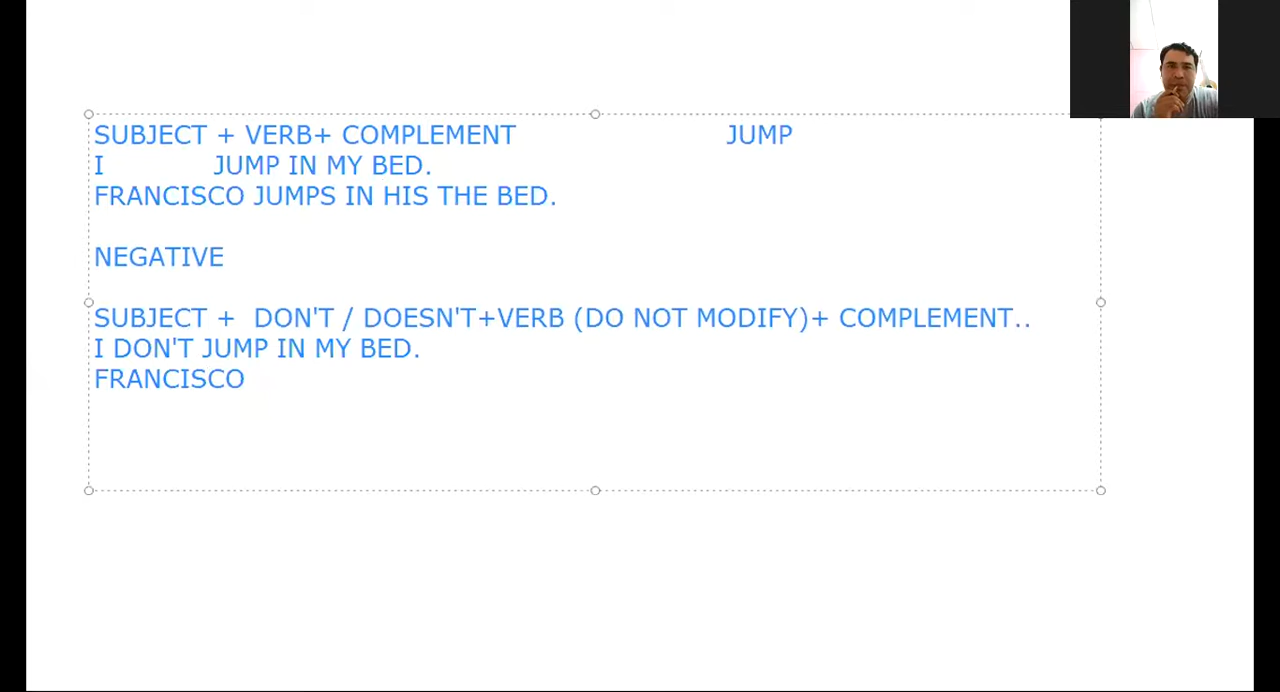 SUBJECT + VERB+ COMPLEMENT JUMP
I JUMP IN MY BED.
FRANCISCO JUMPS IN HIS THE BED.
NEGATIVE
SUBJECT + DON'T / DOESN'T+VERB (DO NOT MODIFY)+ COMPLEMENT..
I DON'T JUMP IN MY BED.
FRANCISCO